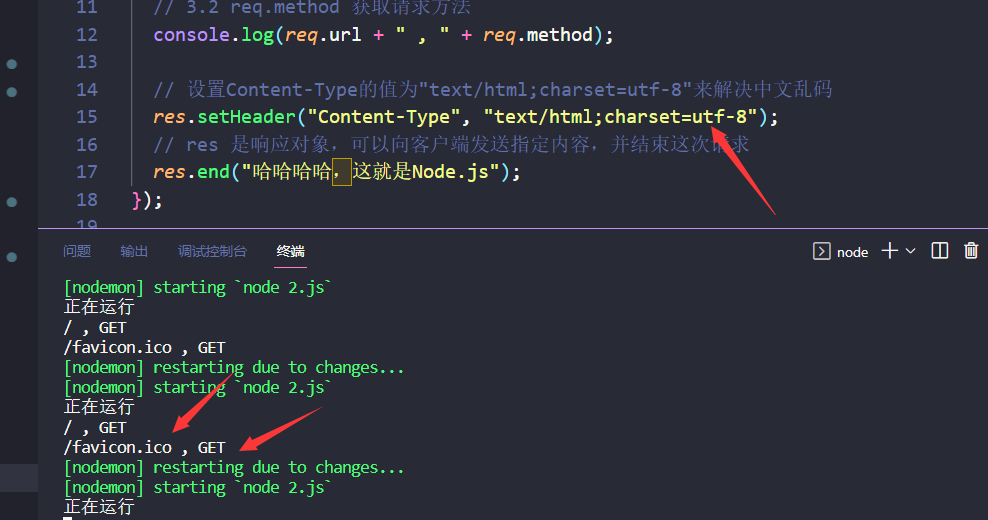 11 // 3.2 req.method 获取请求方法
12 console.log(req.url + " , " + req.method);
13
14 // 设置Content-Type的值为"text/html;charset=utf-8"来解决中文乱码
15 res.setHeader("Content-Type", "text/html;charset=utf-8");
16 // res 是响应对象，可以向客户端发送指定内容，并结束这次请求
17 res.end("哈哈哈哈，这就是Node.js");
18 });
19
问题 输出 调试控制台 终端 node
[nodemon] starting `node 2.js`
正在运行
/ , GET
/favicon.ico , GET
[nodemon] restarting due to changes...
[nodemon] starting `node 2.js`
正在运行
/ , GET
/favicon.ico , GET
[nodemon] restarting due to changes...
[nodemon] starting `node 2.js`
正在运行